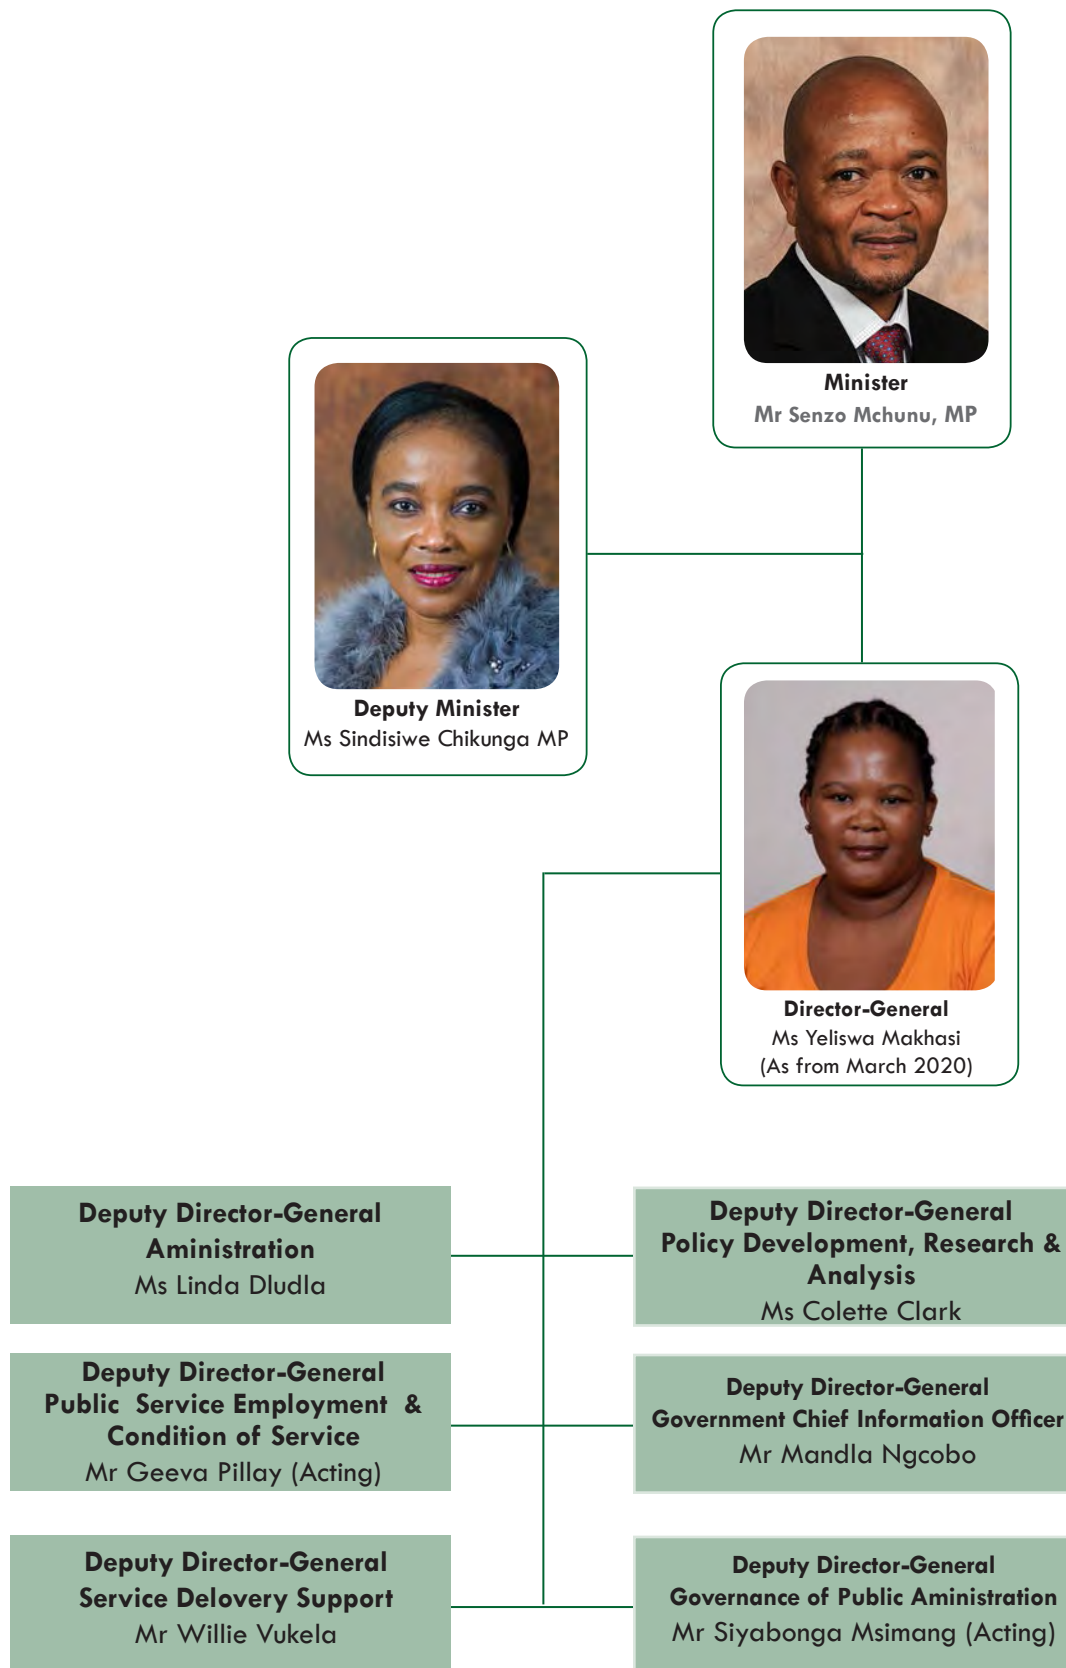 Minister
Mr Senzo Mchunu, MP
Deputy Minister
Ms Sindisiwe Chikunga MP
Director-General
Ms Yeliswa Makhasi
(As from March 2020)
Deputy Director-General
Aministration
Ms Linda Dludla
Deputy Director-General
Policy Development, Research &
Analysis
Ms Colette Clark
Deputy Director-General
Public Service Employment &
Condition of Service
Mr Geeva Pillay (Acting)
Deputy Director-General
Government Chief Information Officer
Mr Mandla Ngcobo
Deputy Director-General
Service Delovery Support
Mr Willie Vukela
Deputy Director-General
Governance of Public Aministration
Mr Siyabonga Msimang (Acting)